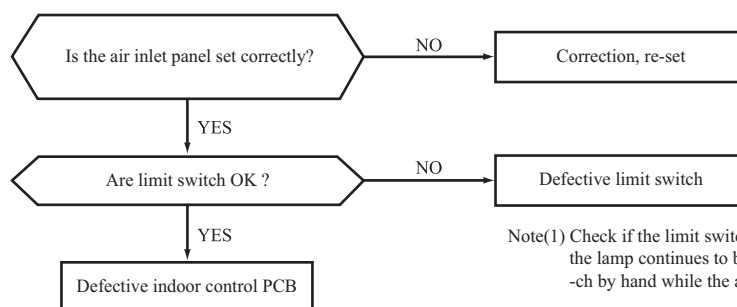 Is the air inlet panel set correctly?
NO
Correction, re-set
YES
Are limit switch OK ?
NO
Defective limit switch
YES
Defective indoor control PCB
Note(1) Check if the limit switc
the lamp continues to b
-ch by hand while the a